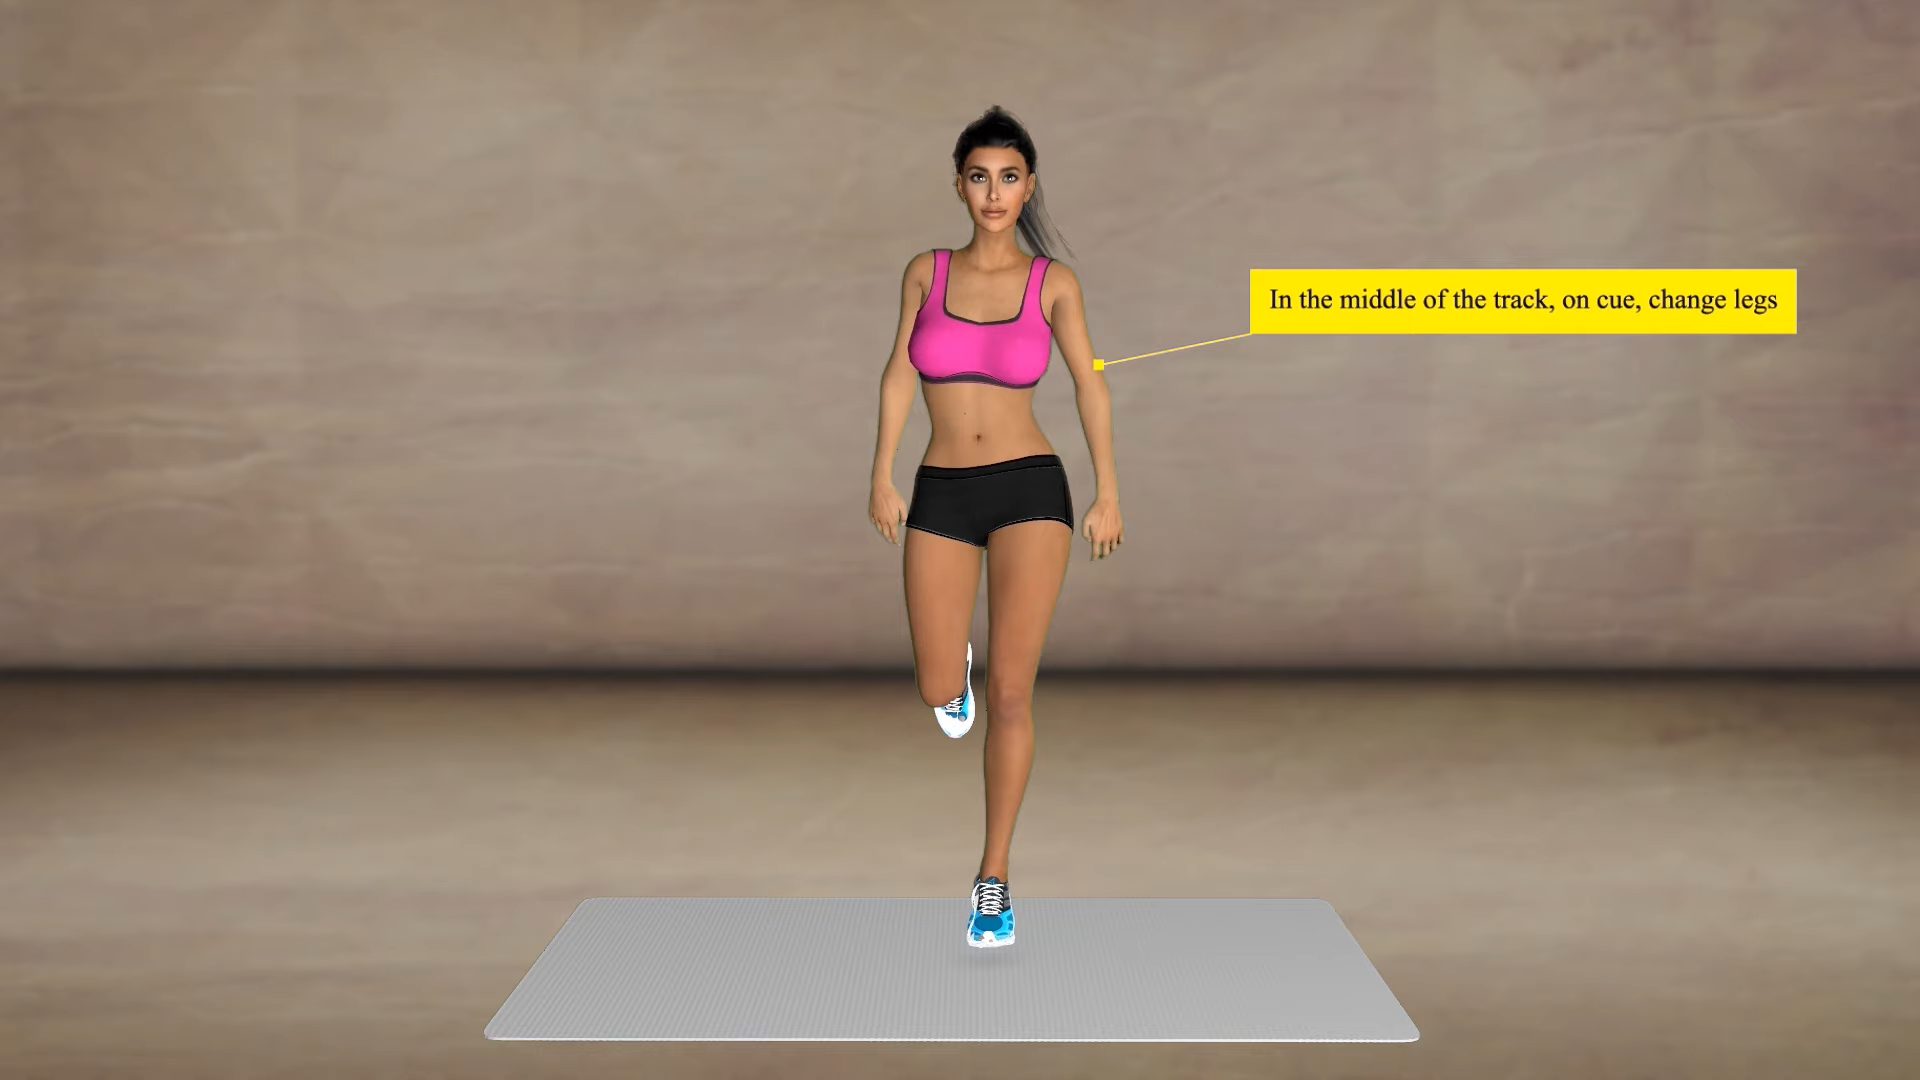 In the middle of the track, on cue, change legs